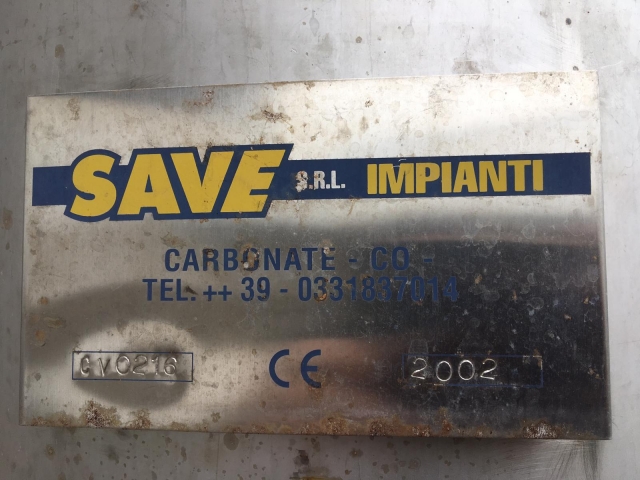 SAVE S.R.L. IMPIANTI
CARBONATE - CO -
TEL. ++ 39 - 0331837014
CV0216 CE 2002